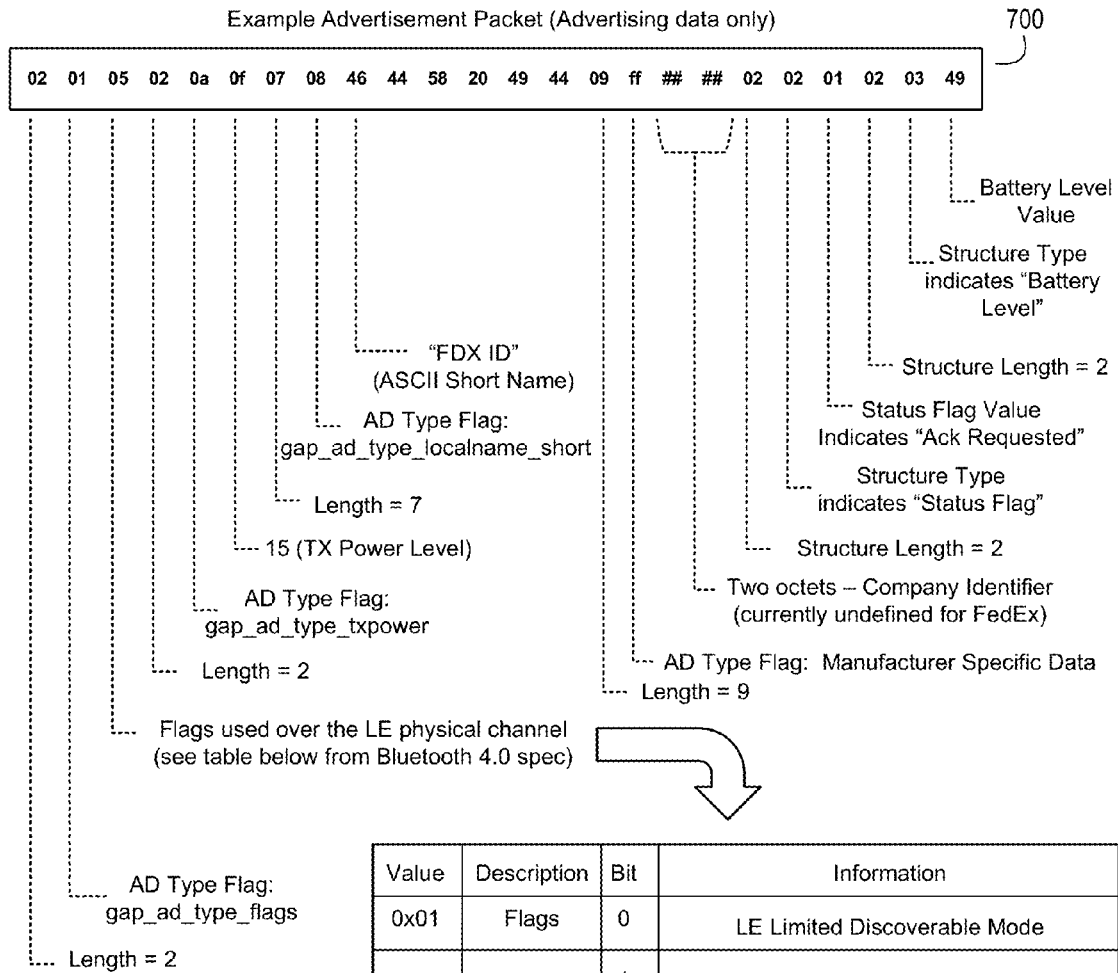 Example Advertisement Packet (Advertising data only)
700
02 01 05 02 0a 0f 07 08 46 44 58 20 49 44 09 ff ## ## 02 02 01 02 03 49
Battery Level
Value
Structure Type
indicates “Battery
Level”
“FDX ID”
(ASCII Short Name)
Structure Length = 2
AD Type Flag:
gap_ad_type_localname_short
Status Flag Value
Indicates “Ack Requested”
Structure Type
indicates “Status Flag”
Length = 7
15 (TX Power Level)
Structure Length = 2
Two octets – Company Identifier
(currently undefined for FedEx)
AD Type Flag:
gap_ad_type_txpower
Length = 2
AD Type Flag: Manufacturer Specific Data
Length = 9
Flags used over the LE physical channel
(see table below from Bluetooth 4.0 spec)
AD Type Flag:
gap_ad_type_flags
Length = 2
Value Description Bit Information
0x01 Flags 0 LE Limited Discoverable Mode